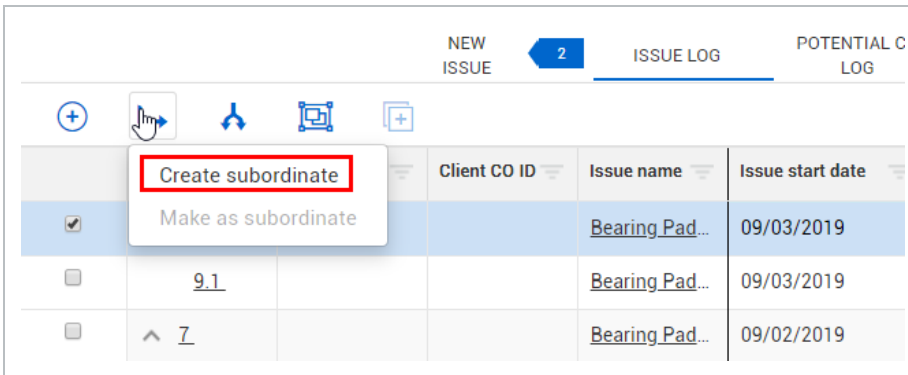 NEW
ISSUE
2
ISSUE LOG
POTENTIAL C
LOG
Create subordinate
Make as subordinate
Client CO ID
Issue name
Issue start date
Bearing Pad...
09/03/2019
9.1
Bearing Pad...
09/03/2019
7
Bearing Pad...
09/02/2019